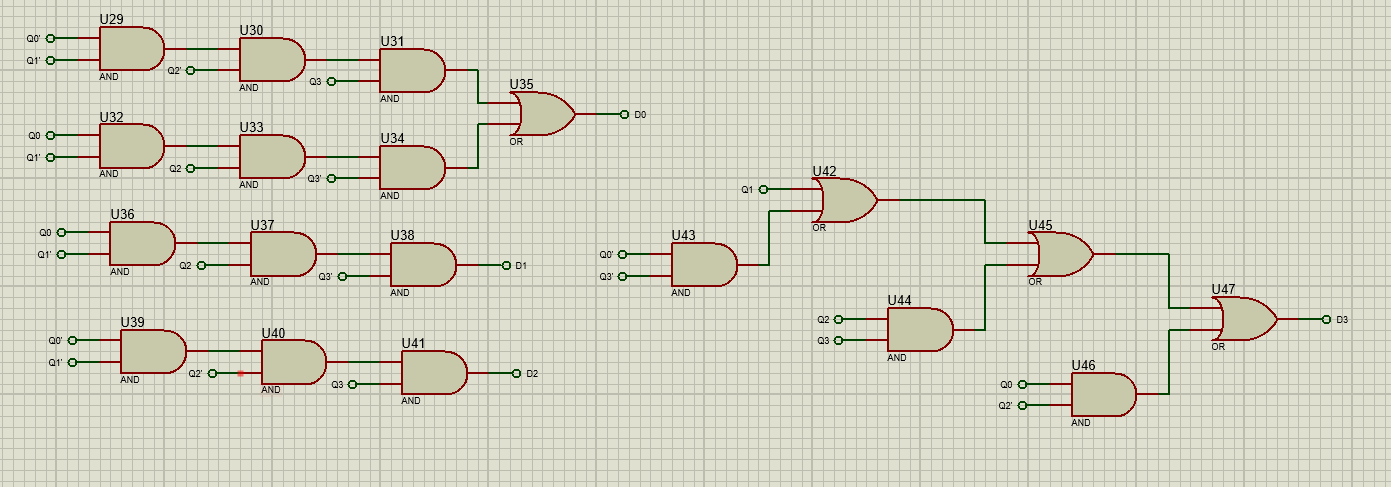 U29
Q0'
Q1'
AND
U30
Q2'
AND
U31
Q3
AND
U35
OR
D0
U32
Q0
Q1'
AND
U33
Q2
AND
U34
Q3'
AND
U36
Q0
Q1'
AND
U37
Q2
AND
U38
Q3'
AND
D1
U39
Q0'
Q1'
AND
U40
Q2'
AND
U41
Q3
AND
D2
U42
Q1
OR
U43
Q0'
Q3'
AND
U44
Q2
Q3
AND
U45
OR
U46
Q0
Q2'
AND
U47
OR
D3